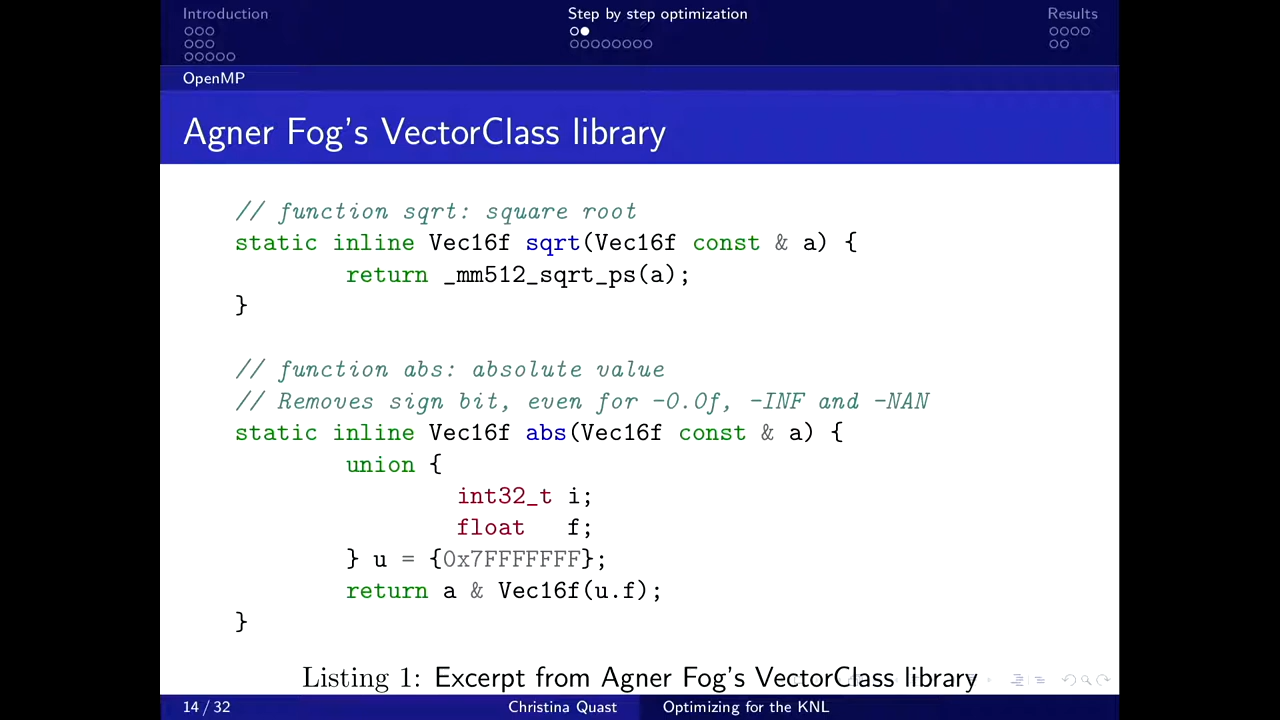 Introduction
Step by step optimization
Results
OpenMP
Agner Fog's VectorClass library
// function sqrt: square root
static inline Vec16f sqrt(Vec16f const & a) {
        return _mm512_sqrt_ps(a);
}
// function abs: absolute value
// Removes sign bit, even for -0.0f, -INF and -NAN
static inline Vec16f abs(Vec16f const & a) {
        union {
                int32_t i;
                float   f;
        } u = {0x7FFFFFFF};
        return a & Vec16f(u.f);
}
Listing 1: Excerpt from Agner Fog's VectorClass library
14 / 32
Christina Quast
Optimizing for the KNL